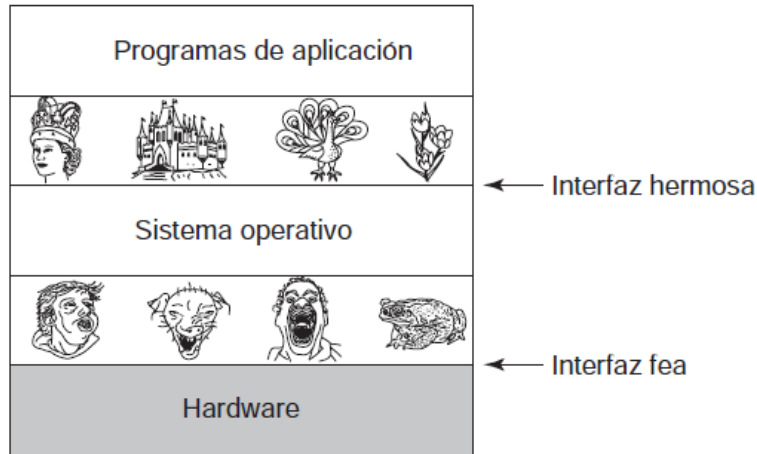 Programas de aplicación
Interfaz hermosa
Sistema operativo
Interfaz fea
Hardware